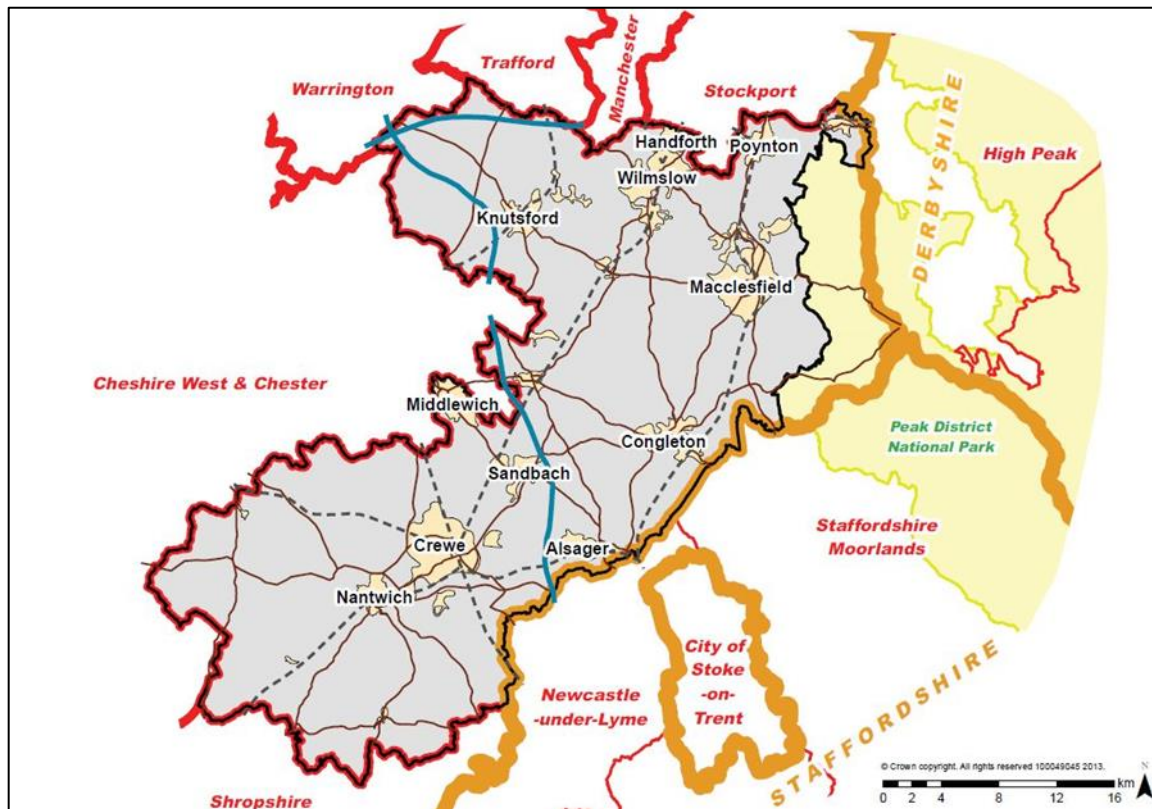 Trafford
Warrington
Manchester
Stockport
Handforth
Poynton
Wilmslow
High Peak
DERBYSHIRE
Knutsford
Macclesfield
Cheshire West & Chester
Middlewich
Congleton
Peak District
National Park
Sandbach
Staffordshire
Moorlands
Crewe
Alsager
Nantwich
City of
Stoke
-on-
Trent
Newcastle
-under-Lyme
STAFFORDSHIRE
Shropshire
© Crown copyright. All rights reserved 100049045 2013.
N
km
0 2 4 8 12 16